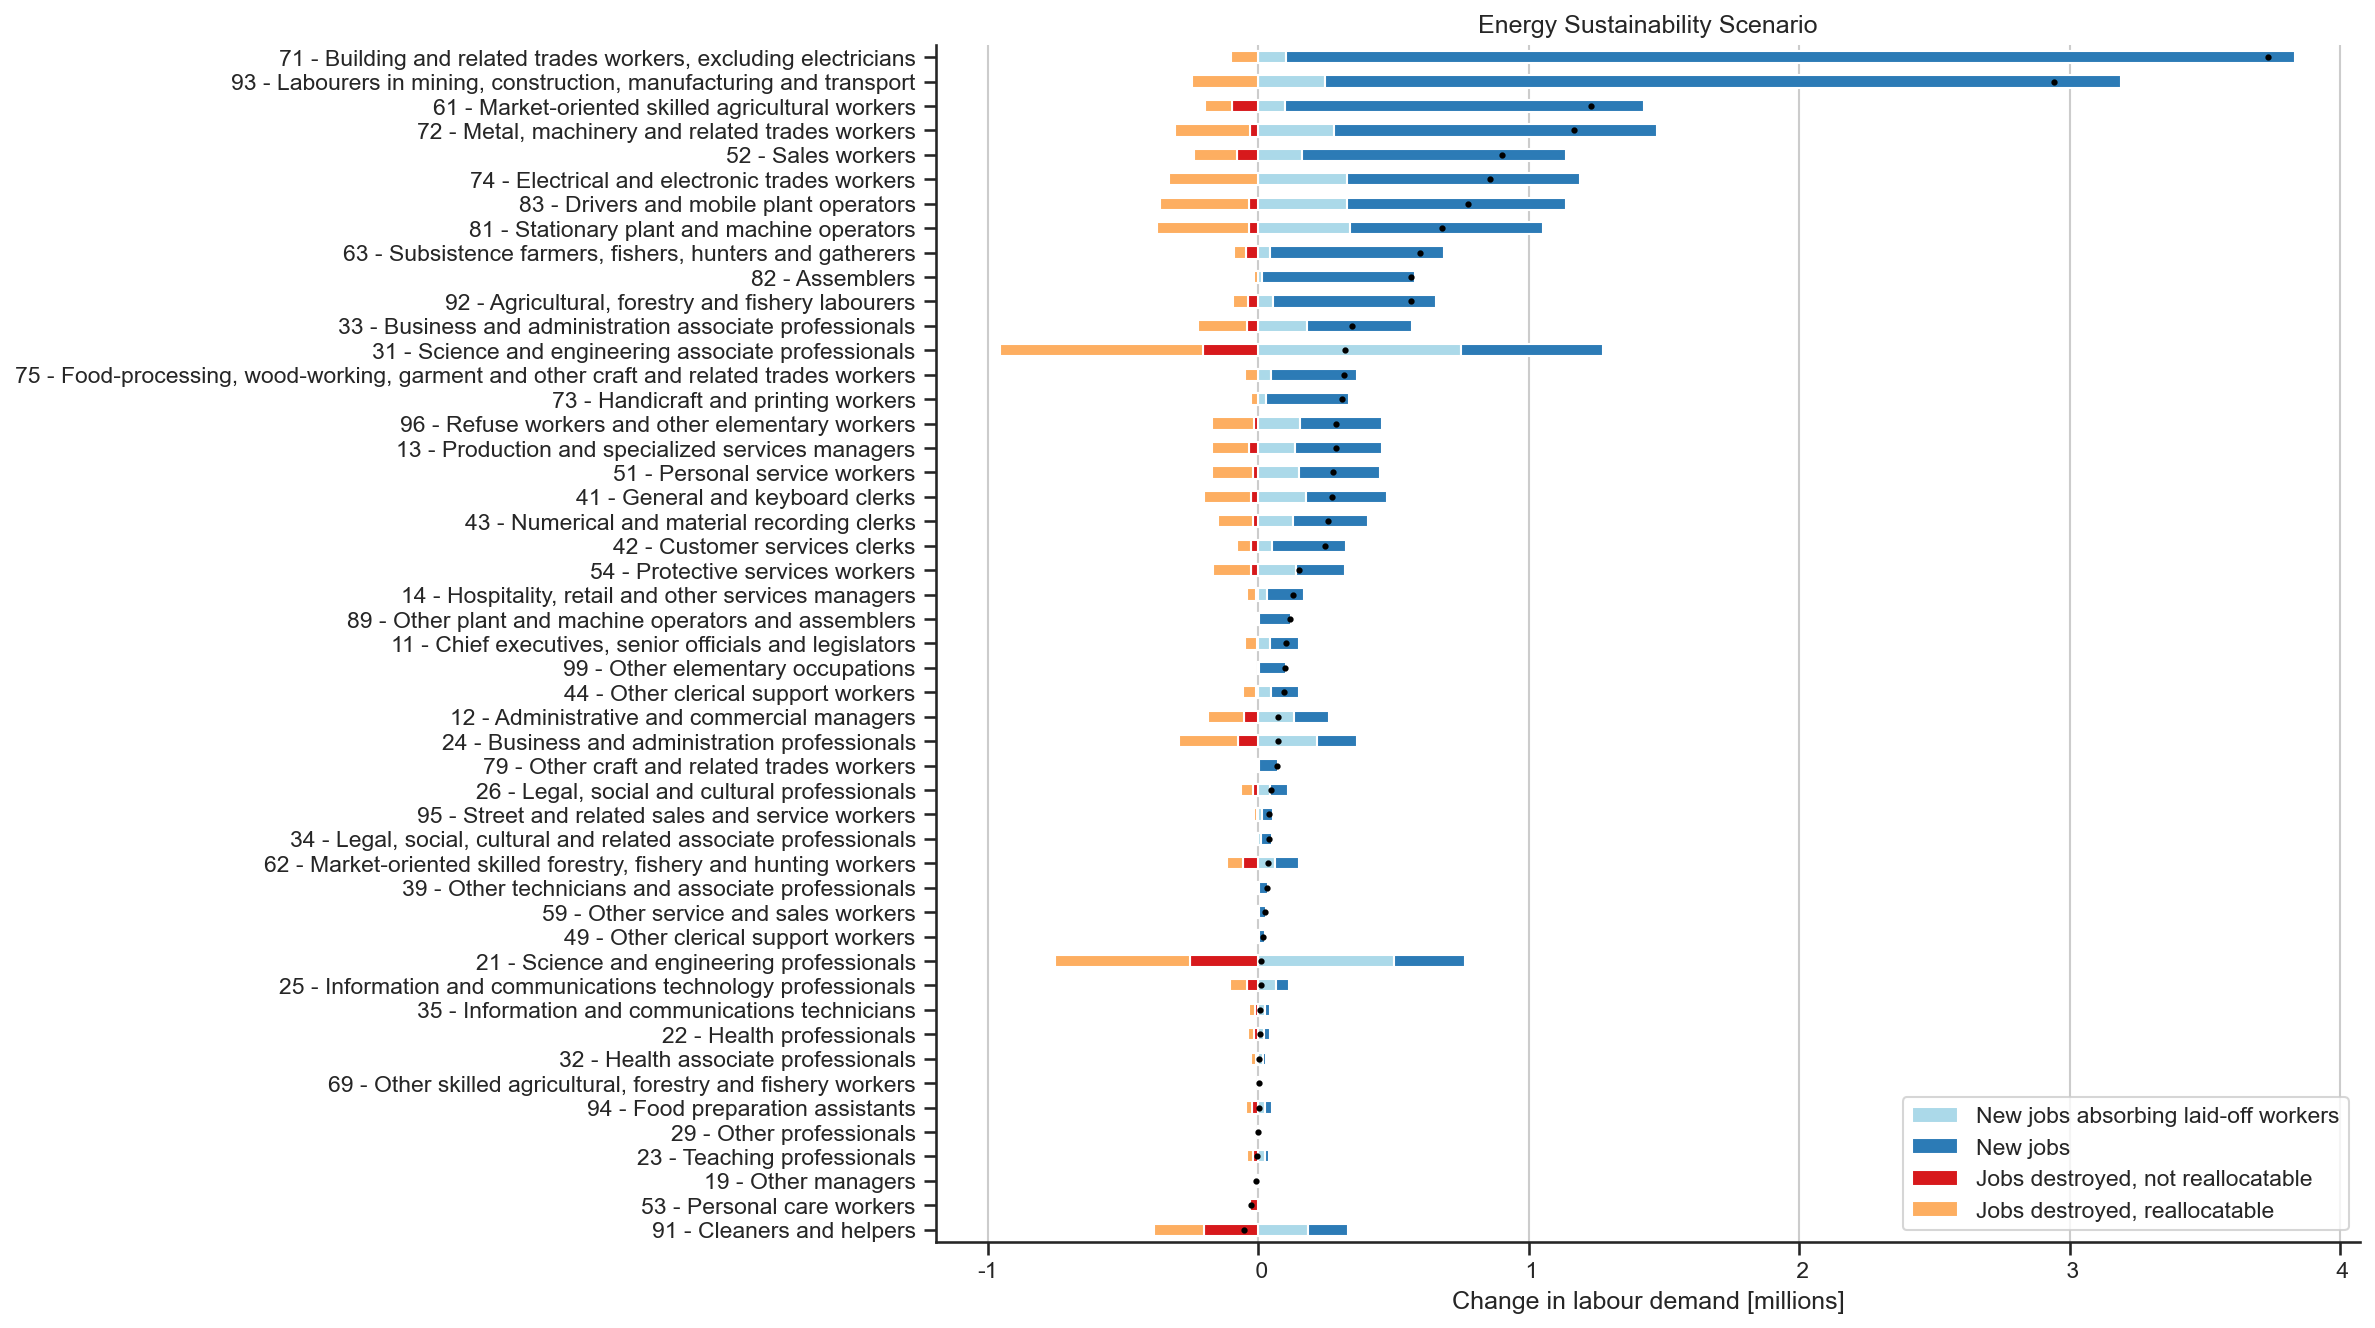 Energy Sustainability Scenario
71 - Building and related trades workers, excluding electricians
93 - Labourers in mining, construction, manufacturing and transport
61 - Market-oriented skilled agricultural workers
72 - Metal, machinery and related trades workers
52 - Sales workers
74 - Electrical and electronic trades workers
83 - Drivers and mobile plant operators
81 - Stationary plant and machine operators
63 - Subsistence farmers, fishers, hunters and gatherers
82 - Assemblers
92 - Agricultural, forestry and fishery labourers
33 - Business and administration associate professionals
31 - Science and engineering associate professionals
75 - Food-processing, wood-working, garment and other craft and related trades workers
73 - Handicraft and printing workers
96 - Refuse workers and other elementary workers
13 - Production and specialized services managers
51 - Personal service workers
41 - General and keyboard clerks
43 - Numerical and material recording clerks
42 - Customer services clerks
54 - Protective services workers
14 - Hospitality, retail and other services managers
89 - Other plant and machine operators and assemblers
11 - Chief executives, senior officials and legislators
99 - Other elementary occupations
44 - Other clerical support workers
12 - Administrative and commercial managers
24 - Business and administration professionals
79 - Other craft and related trades workers
26 - Legal, social and cultural professionals
95 - Street and related sales and service workers
34 - Legal, social, cultural and related associate professionals
62 - Market-oriented skilled forestry, fishery and hunting workers
39 - Other technicians and associate professionals
59 - Other service and sales workers
49 - Other clerical support workers
21 - Science and engineering professionals
25 - Information and communications technology professionals
35 - Information and communications technicians
22 - Health professionals
32 - Health associate professionals
69 - Other skilled agricultural, forestry and fishery workers
94 - Food preparation assistants
29 - Other professionals
23 - Teaching professionals
19 - Other managers
53 - Personal care workers
91 - Cleaners and helpers
New jobs absorbing laid-off workers
New jobs
Jobs destroyed, not reallocatable
Jobs destroyed, reallocatable
-1 0 1 2 3 4
Change in labour demand [millions]